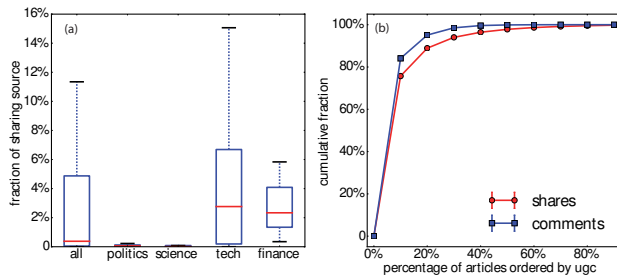 (a)
fraction of sharing source
16%
14%
12%
10%
8%
6%
4%
2%
0
all politics science tech finance
(b)
cumulative fraction
100%
80%
60%
40%
20%
0
shares
comments
0% 20% 40% 60% 80%
percentage of articles ordered by ugc